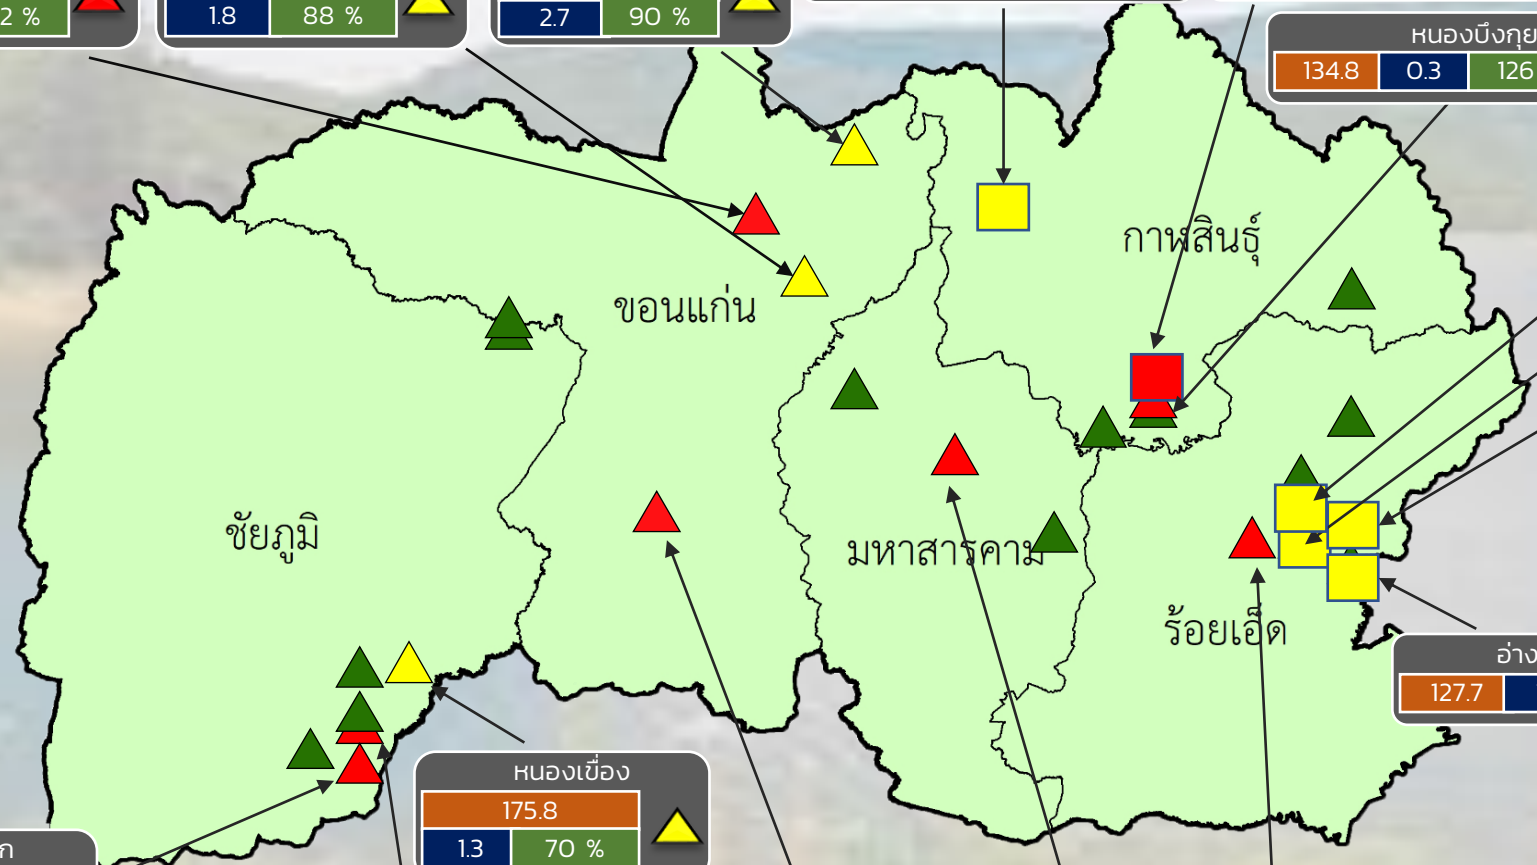 2 %
1.8 88 %
2.7 90 %
หนองบึงกุย
134.8 0.3 126
กาฬสินธุ์
ขอนแก่น
ชัยภูมิ
มหาสารคาม
ร้อยเอ็ด
อ่าง
127.7
หนองเขื่อง
175.8
1.3 70 %
ก